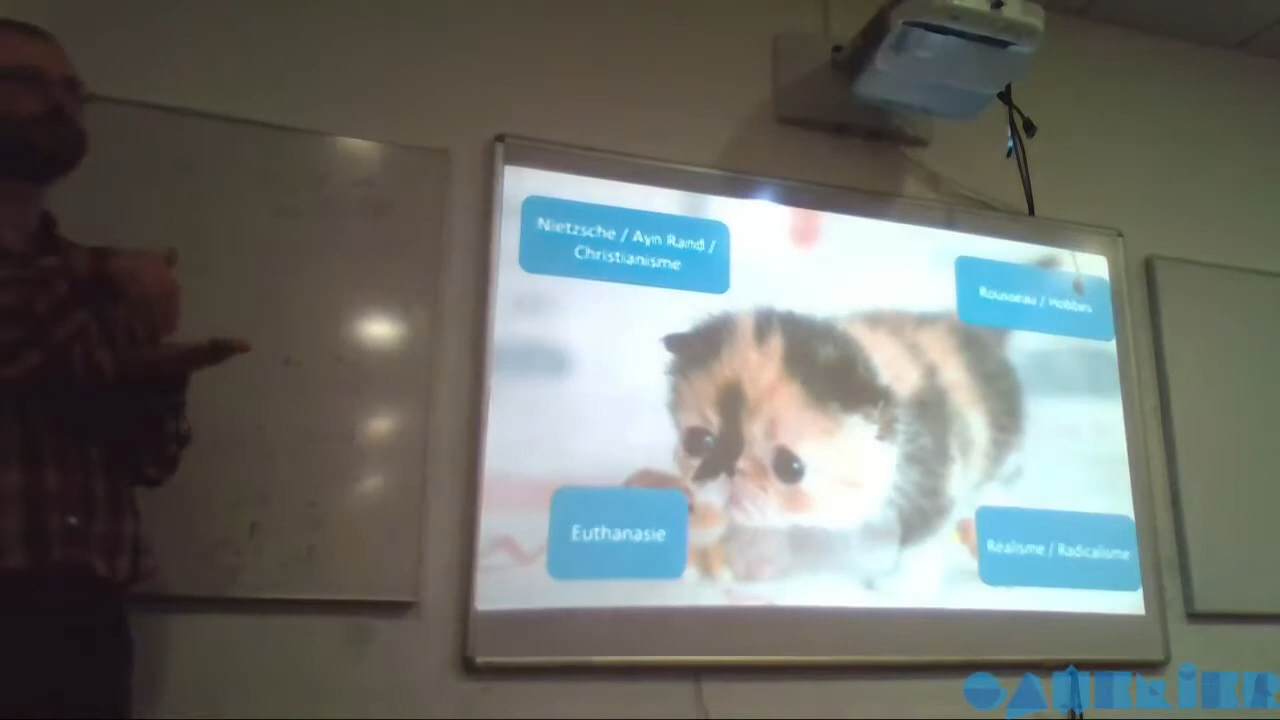 Nietzsche / Ayn Rand /
Christianisme
Rousseau / Hobbes
Euthanasie
Réalisme / Radicalisme